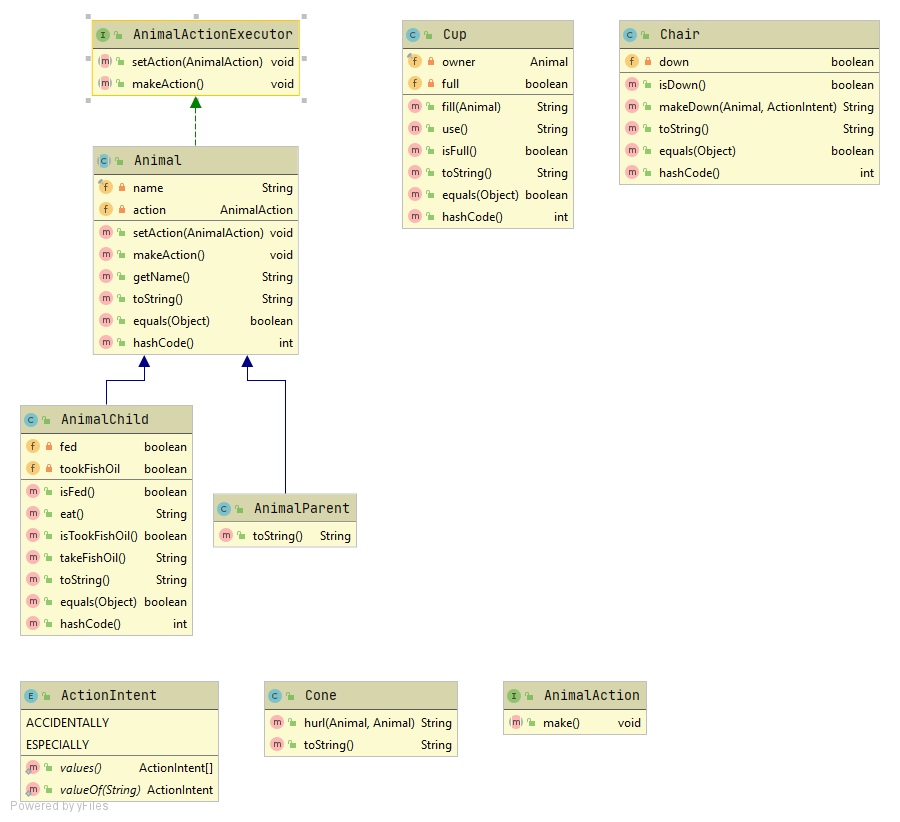 AnimalActionExecutor
setAction(AnimalAction) void
makeAction() void
Cup
owner Animal
full boolean
fill(Animal) String
use() String
isFull() boolean
toString() String
equals(Object) boolean
hashCode() int
Chair
down boolean
isDown() boolean
makeDown(Animal, ActionIntent) String
toString() String
equals(Object) boolean
hashCode() int
Animal
name String
action AnimalAction
setAction(AnimalAction) void
makeAction() void
getName() String
toString() String
equals(Object) boolean
hashCode() int
AnimalChild
fed boolean
tookFishOil boolean
isFed() boolean
eat() String
isTookFishOil() boolean
takeFishOil() String
toString() String
equals(Object) boolean
hashCode() int
AnimalParent
toString() String
ActionIntent
ACCIDENTALLY
ESPECIALLY
values() ActionIntent[]
valueOf(String) ActionIntent
Cone
hurl(Animal, Animal) String
toString() String
AnimalAction
make() void
Powered by yFiles